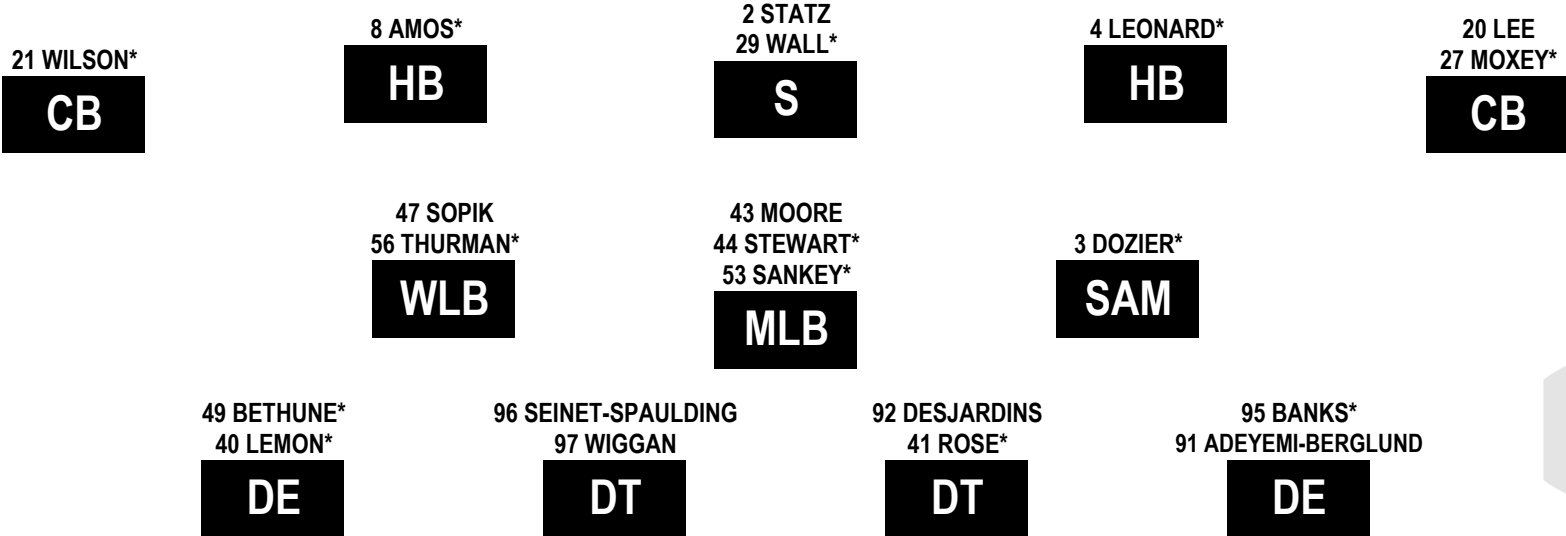 21 WILSON*
CB
8 AMOS*
HB
2 STATZ
29 WALL*
S
4 LEONARD*
HB
20 LEE
27 MOXEY*
CB
47 SOPIK
56 THURMAN*
WLB
43 MOORE
44 STEWART*
53 SANKEY*
MLB
3 DOZIER*
SAM
49 BETHUNE*
40 LEMON*
DE
96 SEINET-SPAULDING
97 WIGGAN
DT
92 DESJARDINS
41 ROSE*
DT
95 BANKS*
91 ADEYEMI-BERGLUND
DE